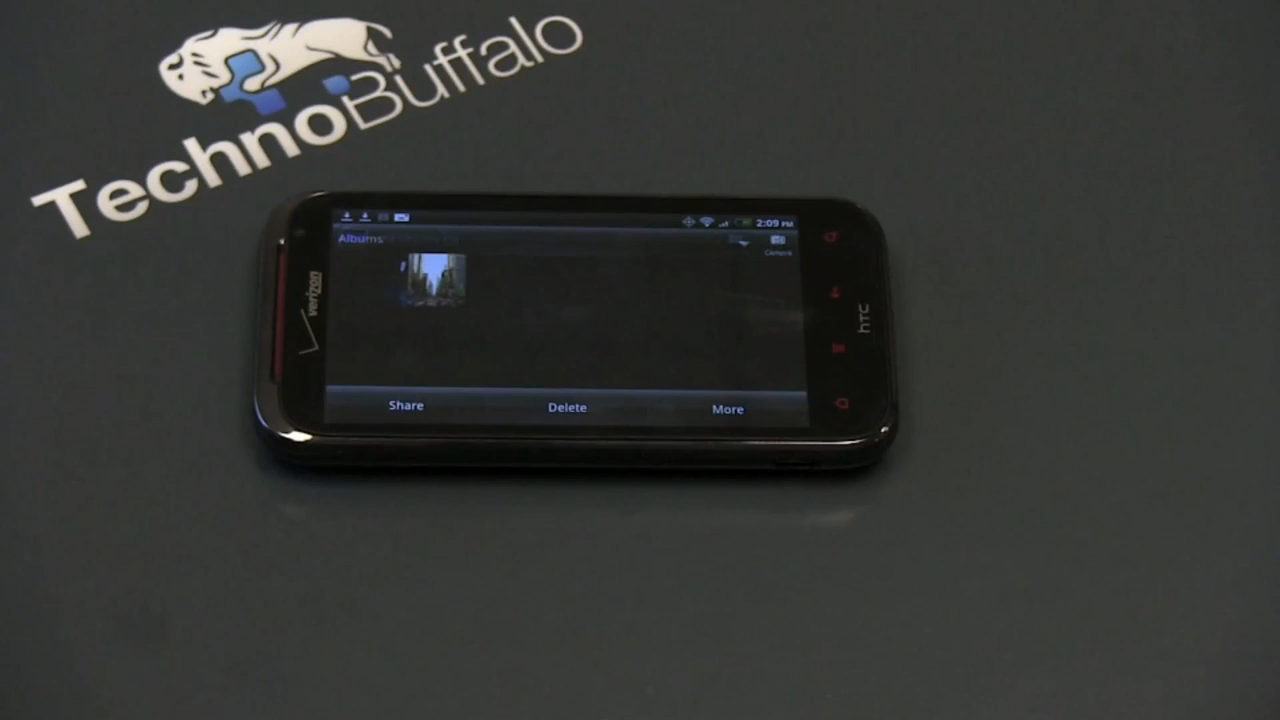 TechnoBuffalo
2:09 PM
Albums
Camera
verizon
hTC
Share Delete More